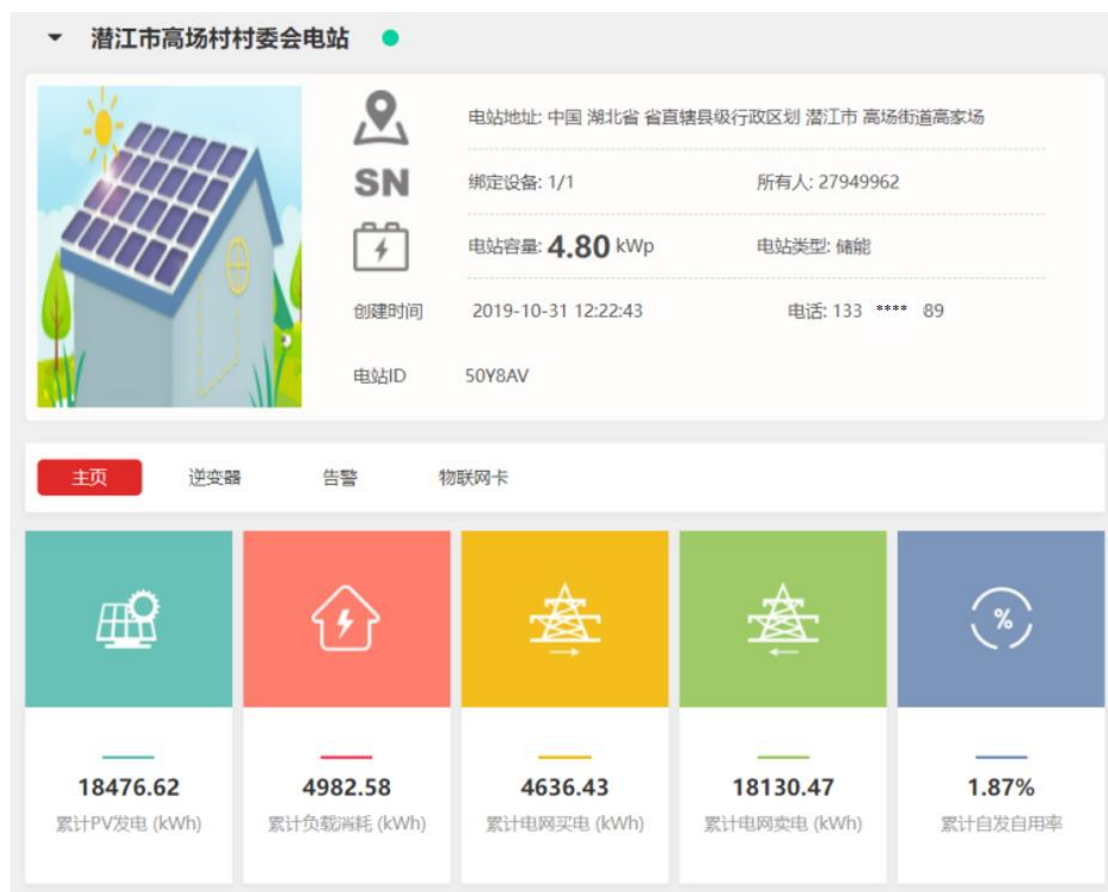 潜江市高场村村委会电站
电站地址: 中国 湖北省 省直辖县级行政区划 潜江市 高场街道高家场
SN 绑定设备: 1/1 所有人: 27949962
电站容量: 4.80 kWp 电站类型: 储能
创建时间 2019-10-31 12:22:43 电话: 133 **** 89
电站ID 50Y8AV
主页 逆变器 告警 物联网卡
%
18476.62 4982.58 4636.43 18130.47 1.87%
累计PV发电 (kWh) 累计负载消耗 (kWh) 累计电网买电 (kWh) 累计电网卖电 (kWh) 累计自发自用率